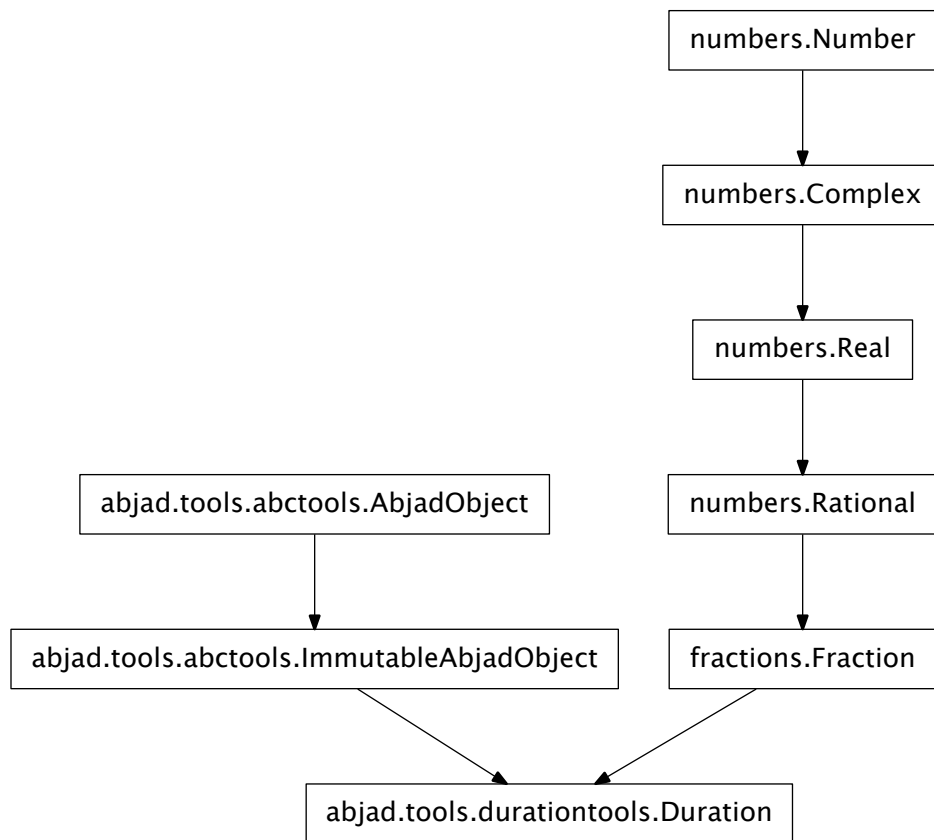 numbers.Number
numbers.Complex
numbers.Real
abjad.tools.abctools.AbjadObject
numbers.Rational
abjad.tools.abctools.ImmutableAbjadObject
fractions.Fraction
abjad.tools.durationtools.Duration